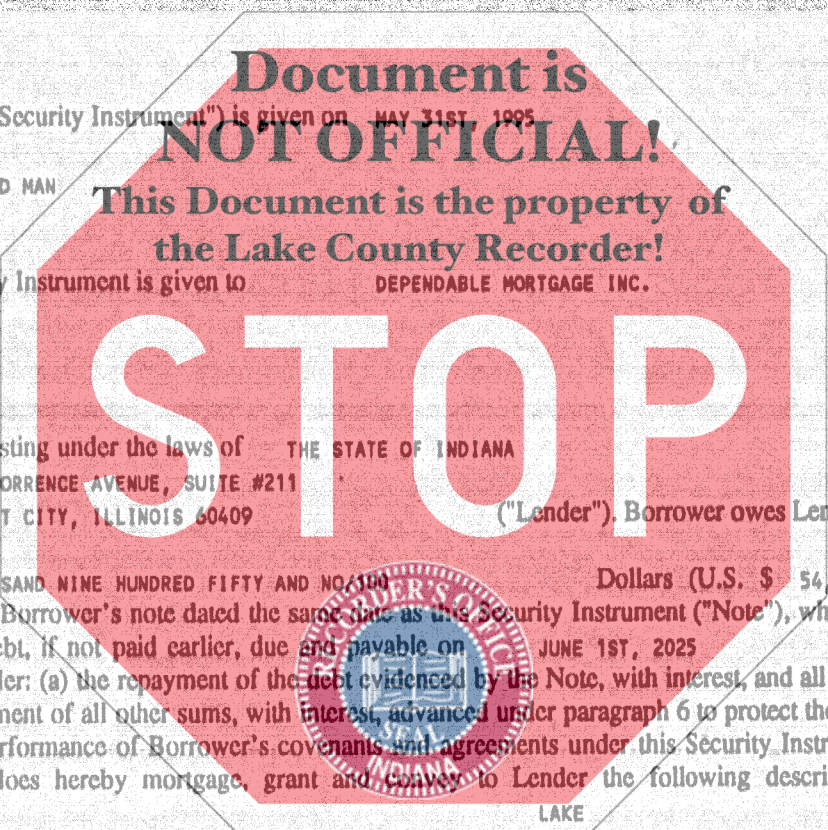 Document is
Security Instrument") is given on MAY 31ST, 1995
NOT OFFICIAL!
D MAN
This Document is the property of
the Lake County Recorder!
y Instrument is given to DEPENDABLE MORTGAGE INC.
STOP
sting under the laws of THE STATE OF INDIANA
ORRENCE AVENUE, SUITE #211
T CITY, ILLINOIS 60409 ("Lender"). Borrower owes Len
SAND NINE HUNDRED FIFTY AND NO/100 Dollars (U.S. $ 54
Borrower's note dated the same date as this Security Instrument ("Note"), wh
ebt, if not paid earlier, due and payable on JUNE 1ST, 2025
der: (a) the repayment of the debt evidenced by the Note, with interest, and all
ment of all other sums, with interest, advanced under paragraph 6 to protect the
rformance of Borrower's covenants and agreements under this Security Instr
does hereby mortgage, grant and convey to Lender the following descri
LAKE
RECORDER'S OFFICE
SEAL
INDIANA